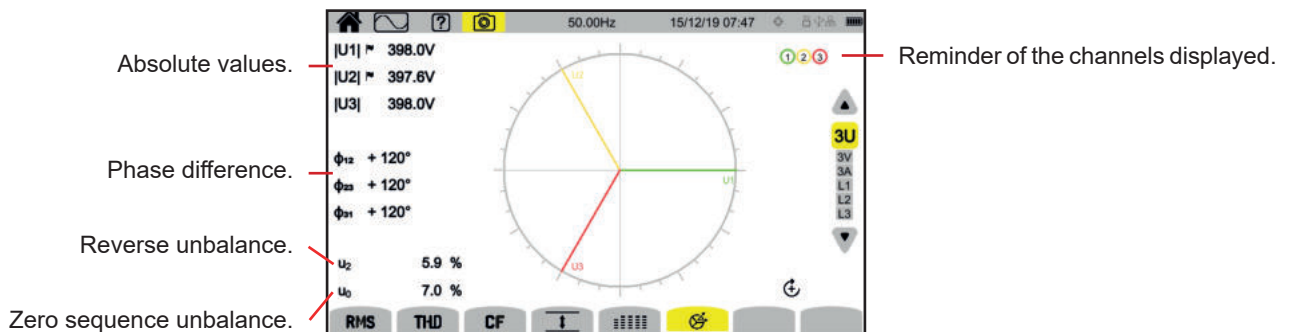 50.00Hz 15/12/19 07:47
?
Absolute values.
|U1| 398.0V
|U2| 397.6V
|U3| 398.0V
U2
U1
U3
1 2 3
Reminder of the channels displayed.
3U
3V
3A
L1
L2
L3
Phase difference.
ϕ12 + 120°
ϕ23 + 120°
ϕ31 + 120°
Reverse unbalance.
u2 5.9 %
Zero sequence unbalance.
u0 7.0 %
RMS THD CF